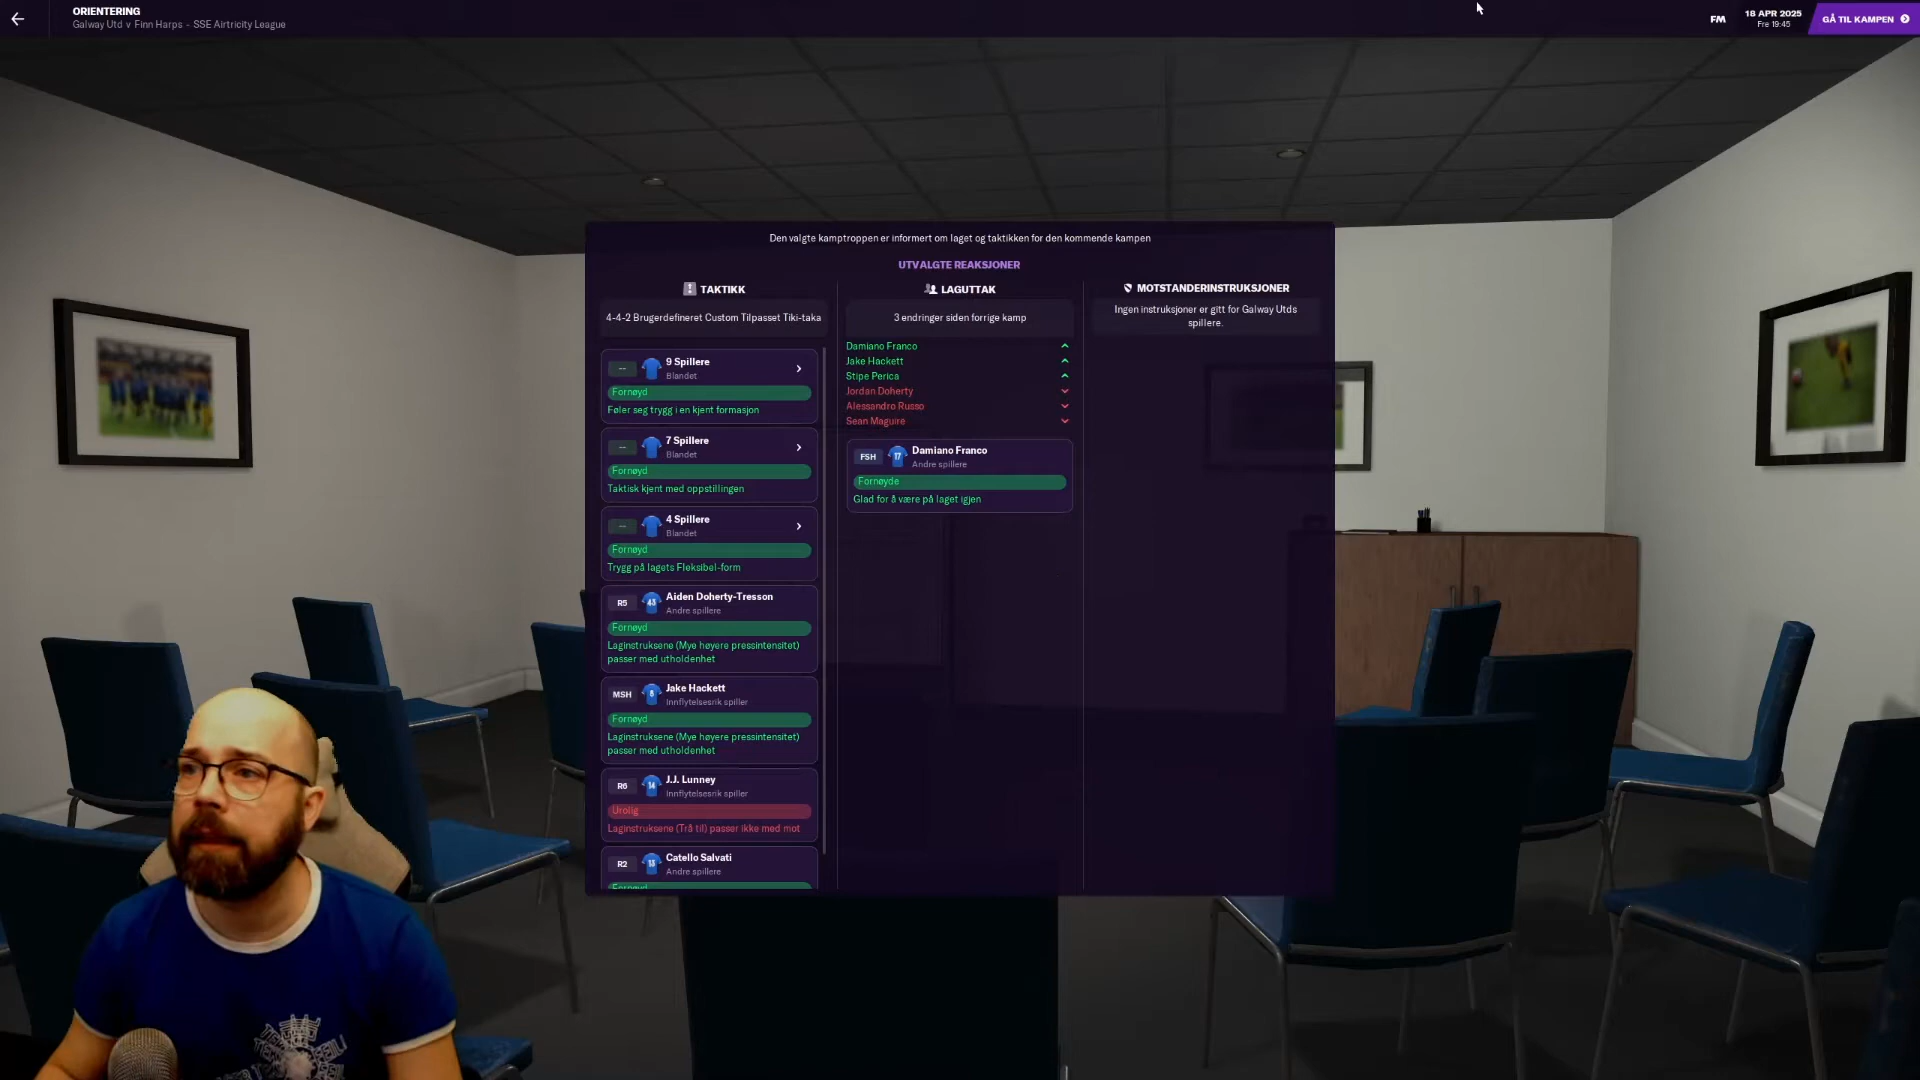 ORIENTERING
Galway Utd v Finn Harps - SSE Airtricity League
FM
18 APR 2025
Fre 19:45
GÅ TIL KAMPEN
Den valgte kamptroppen er informert om laget og taktikken for den kommende kampen
UTVALGTE REAKSJONER
TAKTIKK
4-4-2 Brugerdefineret Custom Tilpasset Tiki-taka
-- 9 Spillere
Blandet
Fornøyd
Føler seg trygg i en kjent formasjon
-- 7 Spillere
Blandet
Fornøyd
Taktisk kjent med oppstillingen
-- 4 Spillere
Blandet
Fornøyd
Trygg på lagets Fleksibel-form
R5 43 Aiden Doherty-Tresson
Andre spillere
Fornøyd
Laginstruksene (Mye høyere pressintensitet)
passer med utholdenhet
MSH 8 Jake Hackett
Innflytelsesrik spiller
Fornøyd
Laginstruksene (Mye høyere pressintensitet)
passer med utholdenhet
R6 14 J.J. Lunney
Innflytelsesrik spiller
Urolig
Laginstruksene (Trå til) passer ikke med mot
R2 13 Catello Salvati
Andre spillere
Fornøyd
LAGUTTAK
3 endringer siden forrige kamp
Damiano Franco
Jake Hackett
Stipe Perica
Jordan Doherty
Alessandro Russo
Sean Maguire
FSH 17 Damiano Franco
Andre spillere
Fornøyde
Glad for å være på laget igjen
MOTSTANDERINSTRUKSJONER
Ingen instruksjoner er gitt for Galway Utds
spillere.